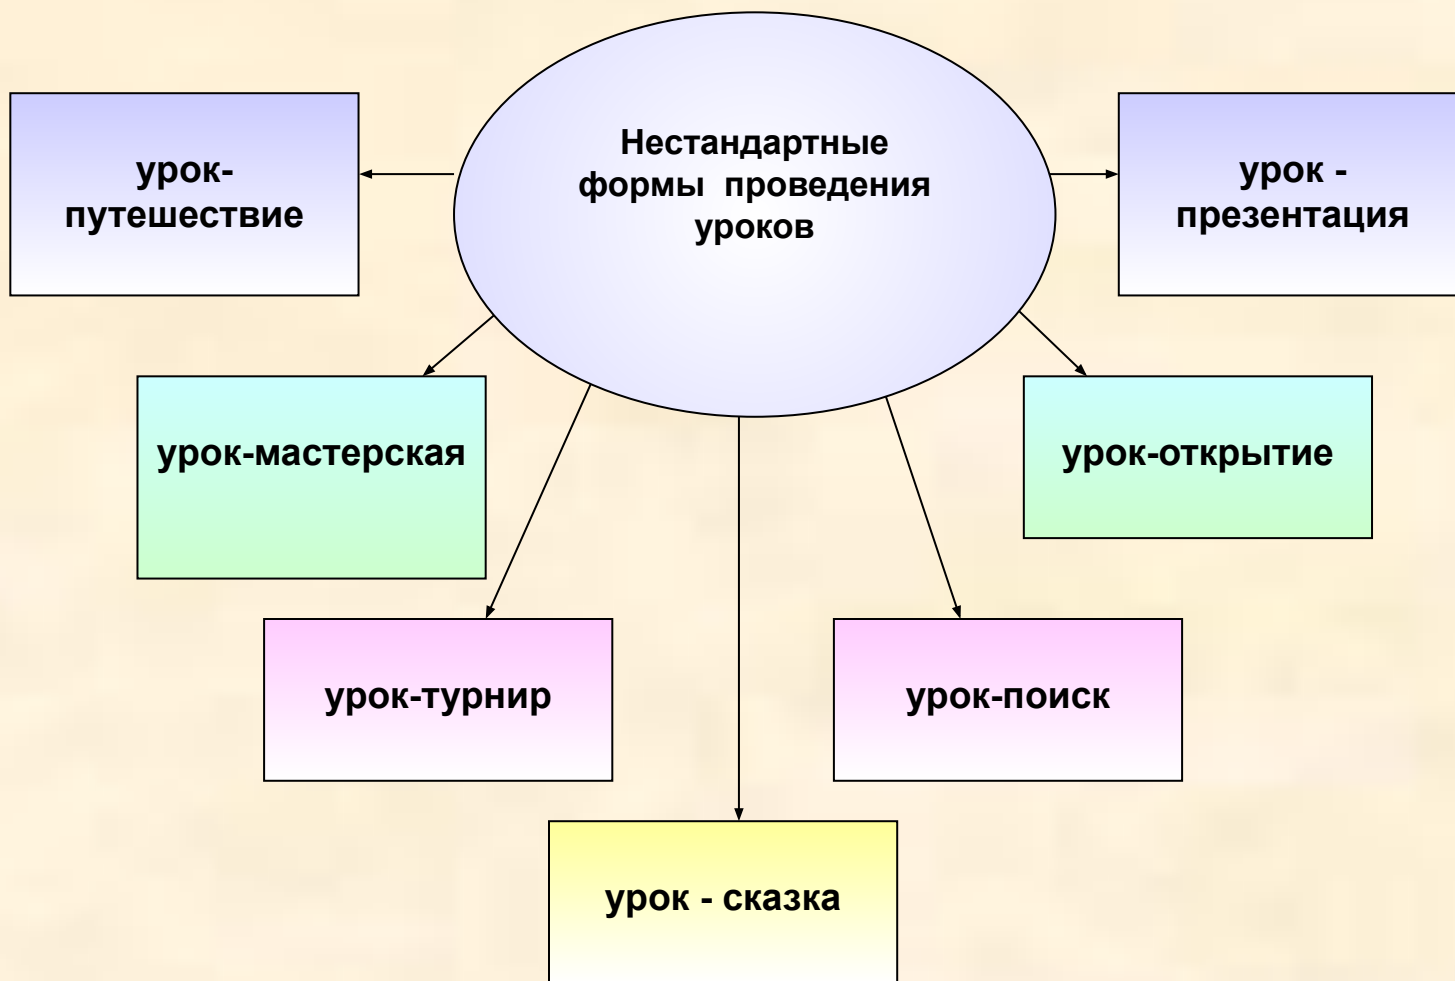 Нестандартные
формы проведения
уроков
урок-
путешествие
урок -
презентация
урок-мастерская
урок-открытие
урок-турнир
урок-поиск
урок - сказка